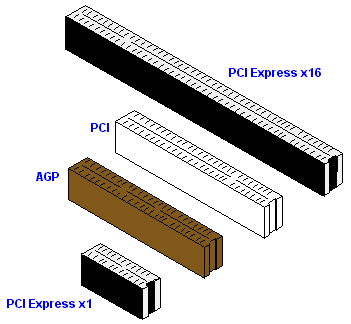 PCI Express x16
PCI
AGP
PCI Express x1